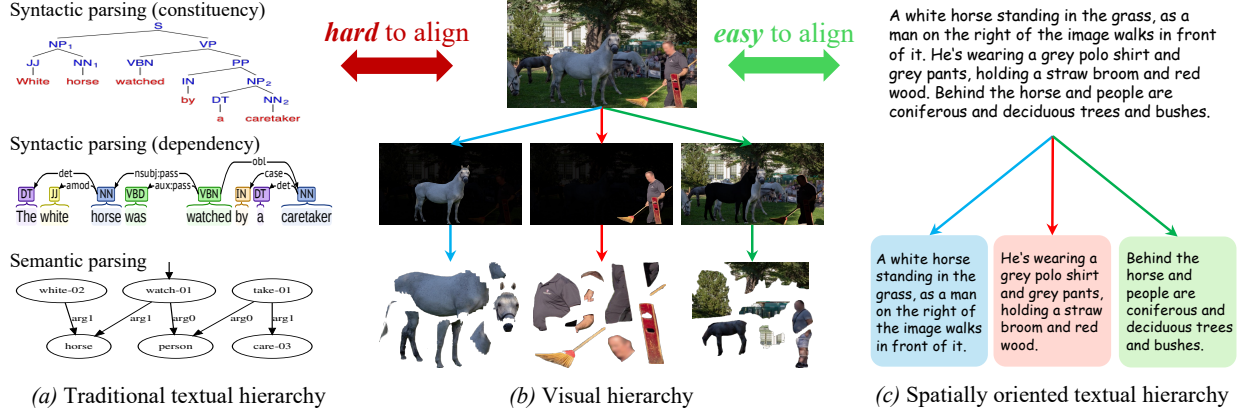 Syntactic parsing (constituency)
S
NP1 VP
JJ NN1 VBN PP
White horse watched IN NP2
by DT NN2
a caretaker
Syntactic parsing (dependency)
obl
det nsubj:pass case
amod aux:pass det
DT JJ NN VBD VBN IN DT NN
The white horse was watched by a caretaker
Semantic parsing
white-02 watch-01 take-01
arg1 arg1 arg0 arg0 arg1
horse person care-03
(a) Traditional textual hierarchy
hard to align
easy to align
(b) Visual hierarchy
A white horse standing in the grass, as a
man on the right of the image walks in front
of it. He's wearing a grey polo shirt and
grey pants, holding a straw broom and red
wood. Behind the horse and people are
coniferous and deciduous trees and bushes.
A white horse
standing in the
grass, as a man
on the right of
the image walks
in front of it.
He's wearing a
grey polo shirt
and grey pants,
holding a straw
broom and red
wood.
Behind the
horse and
people are
coniferous and
deciduous trees
and bushes.
(c) Spatially oriented textual hierarchy